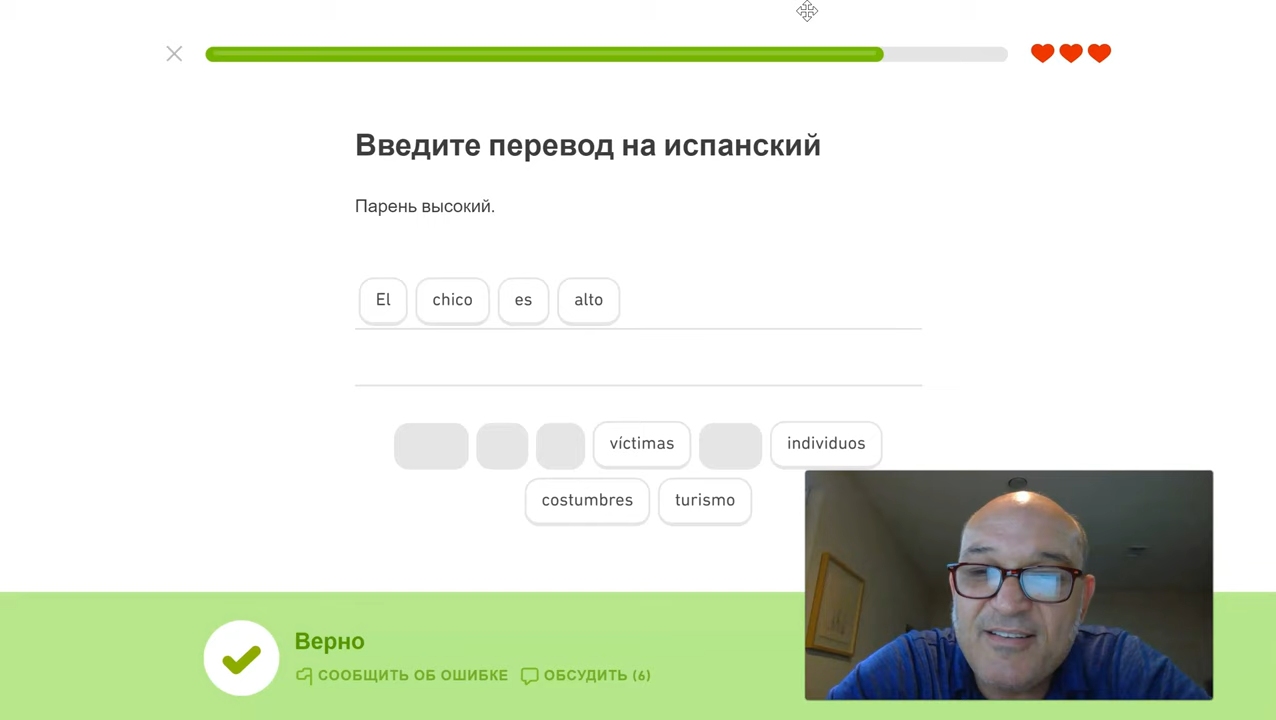 Введите перевод на испанский
Парень высокий.
El chico es alto
víctimas individuos
costumbres turismo
Верно
СООБЩИТЬ ОБ ОШИБКЕ ОБСУДИТЬ (6)